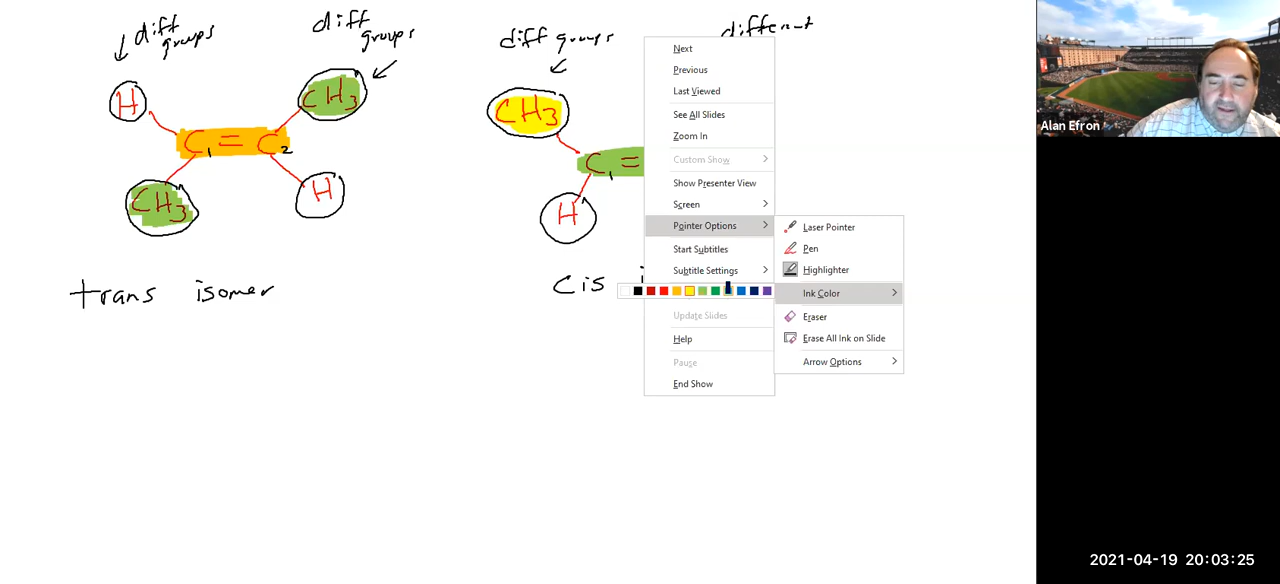 diff
groups
diff
groups
diff groups
different
H
CH3
C1 = C2
CH3
H
CH3
C1 =
H
trans isomer
cis i
Next
Previous
Last Viewed
See All Slides
Zoom In
Custom Show
Show Presenter View
Screen
Pointer Options
Start Subtitles
Subtitle Settings
Update Slides
Help
Pause
End Show
Laser Pointer
Pen
Highlighter
Ink Color
Eraser
Erase All Ink on Slide
Arrow Options
Alan Efron
2021-04-19 20:03:25